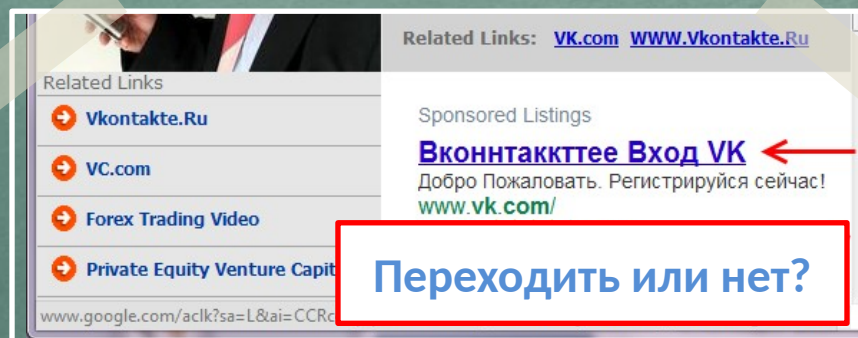 Related Links: VK.com WWW.Vkontakte.Ru
Related Links
Vkontakte.Ru
VC.com
Forex Trading Video
Private Equity Venture Capit
www.google.com/aclk?sa=L&ai=CCRc
Sponsored Listings
Вконнтаккттее Вход VK
Добро Пожаловать. Регистрируйся сейчас!
www.vk.com/
Переходить или нет?